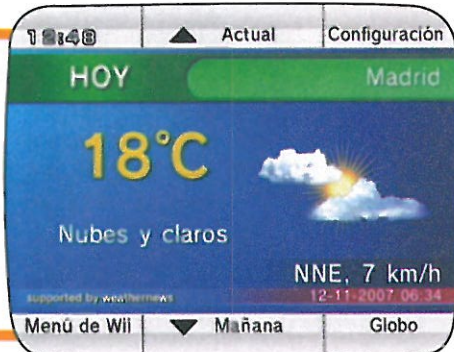 12:48 Actual Configuración
HOY Madrid
18°C
Nubes y claros
NNE, 7 km/h
supported by weathernews 12-11-2007 06:34
Menú de Wii Mañana Globo